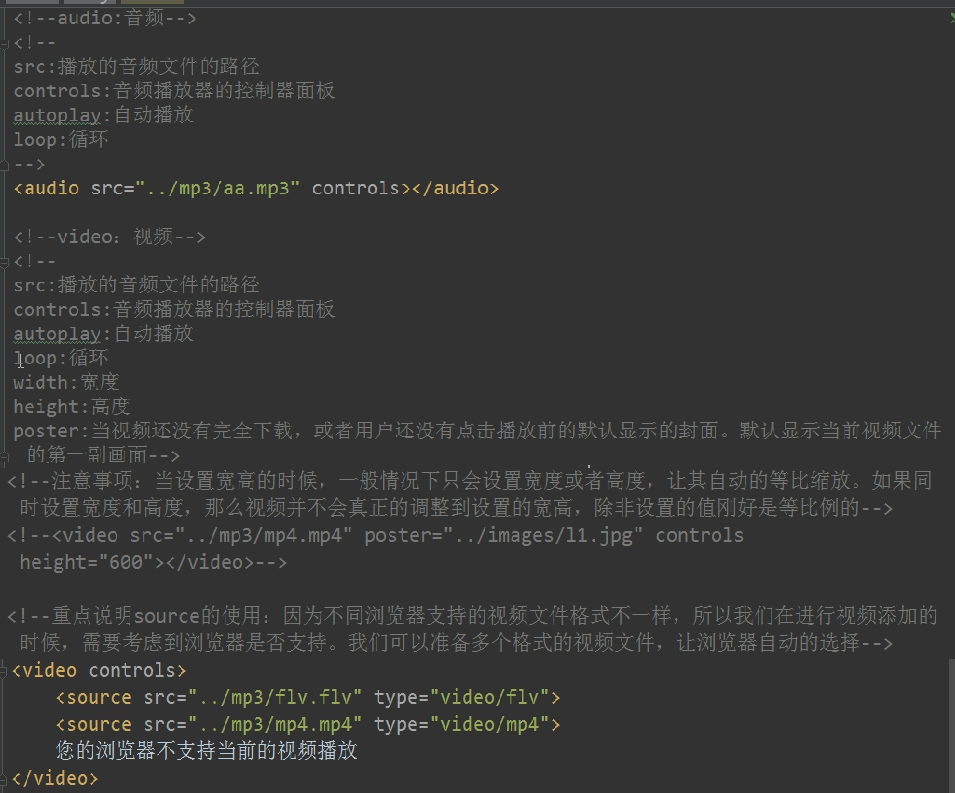 <!--audio:音频-->
<!--
src:播放的音频文件的路径
controls:音频播放器的控制器面板
autoplay:自动播放
loop:循环
-->
<audio src="../mp3/aa.mp3" controls></audio>
<!--video：视频-->
<!--
src:播放的音频文件的路径
controls:音频播放器的控制器面板
autoplay:自动播放
loop:循环
width:宽度
height:高度
poster:当视频还没有完全下载，或者用户还没有点击播放前的默认显示的封面。默认显示当前视频文件
的第一副画面-->
<!--注意事项：当设置宽高的时候，一般情况下只会设置宽度或者高度，让其自动的等比缩放。如果同
时设置宽度和高度，那么视频并不会真正的调整到设置的宽高，除非设置的值刚好是等比例的-->
<!--<video src="../mp3/mp4.mp4" poster="../images/l1.jpg" controls
height="600"></video>-->
<!--重点说明source的使用：因为不同浏览器支持的视频文件格式不一样，所以我们在进行视频添加的
时候，需要考虑到浏览器是否支持。我们可以准备多个格式的视频文件，让浏览器自动的选择-->
<video controls>
<source src="../mp3/flv.flv" type="video/flv">
<source src="../mp3/mp4.mp4" type="video/mp4">
您的浏览器不支持当前的视频播放
</video>